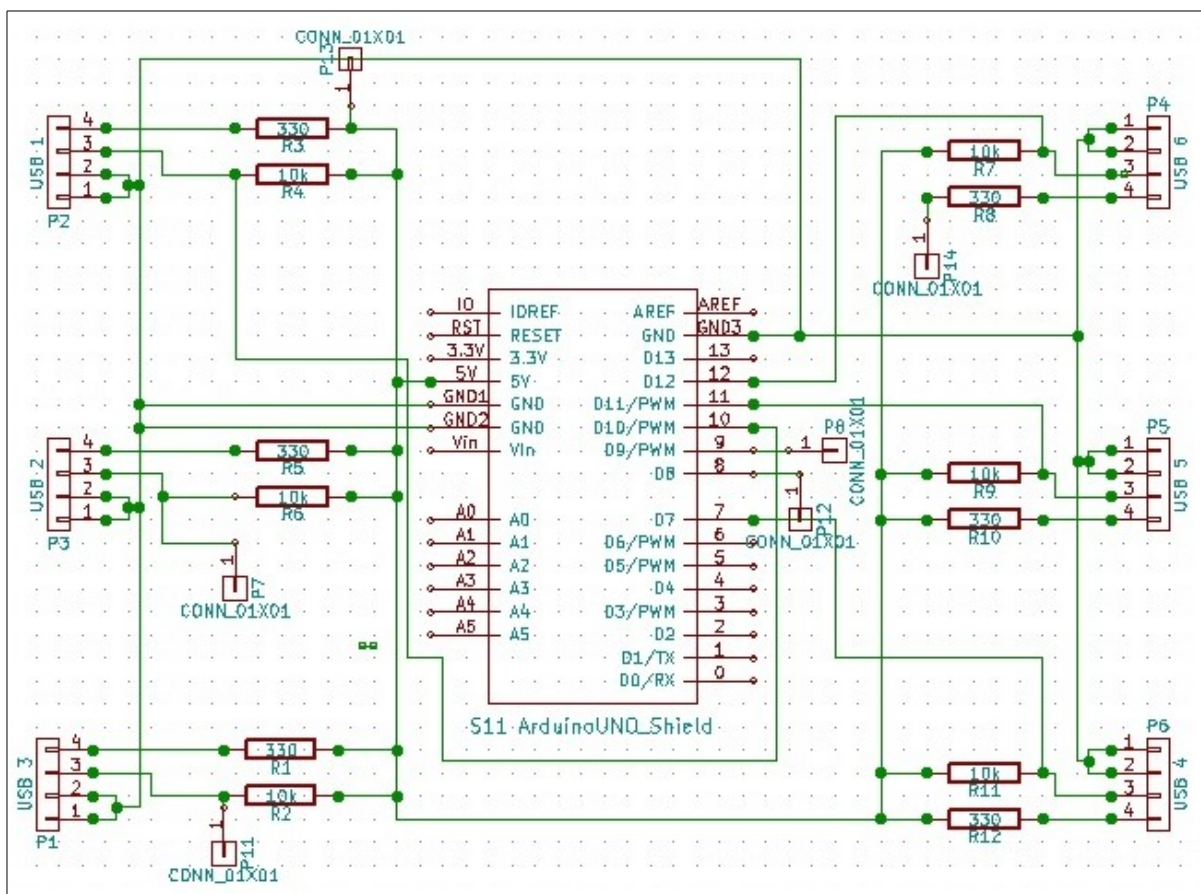 CONN_01X01
P13
1
4
330
R3
3
10k
R4
2
1
USB 1
P2
P4
1
2
3
4
USB 6
10k
R7
330
R8
1
P14
CONN_01X01
IO
IOREF
AREF
AREF
RST
RESET
GND
GND3
3.3V
3.3V
D13
13
5V
5V
D12
12
GND1
GND
D11/PWM
11
GND2
GND
D10/PWM
10
Vin
VIn
D9/PWM
9
D8
8
1
P8
CONN_01X01
1
P12
CONN_01X01
A0
A0
D7
7
A1
A1
D6/PWM
6
A2
A2
D5/PWM
5
A3
A3
D4
4
A4
A4
D3/PWM
3
A5
A5
D2
2
D1/TX
1
D0/RX
0
S11 ArduinoUNO_Shield
4
330
R5
3
10k
R6
2
1
USB 2
P3
1
P7
CONN_01X01
P5
1
2
3
4
USB 5
10k
R9
330
R10
4
330
R1
3
10k
R2
2
1
USB 3
P1
1
P11
CONN_01X01
P6
1
2
3
4
USB 4
10k
R11
330
R12